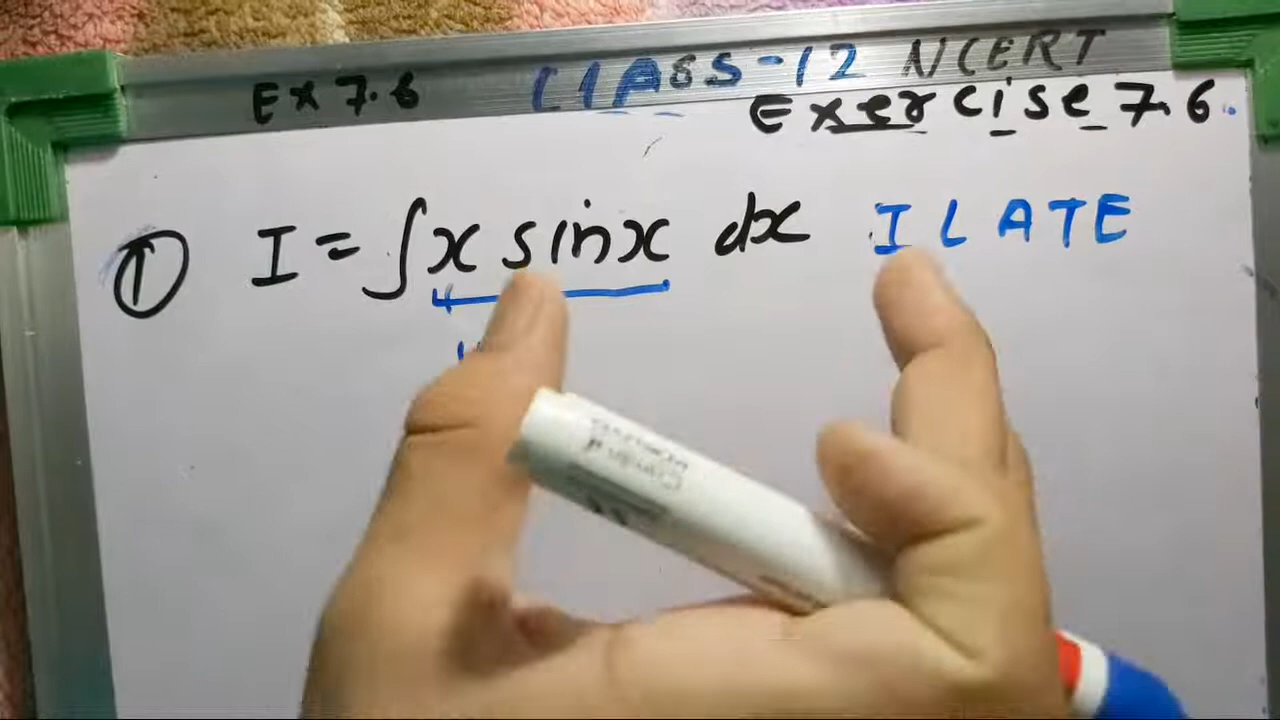 CLASS-12 NCERT
EX 7.6
Exercise 7.6.
① I = ∫x sinx dx ILATE